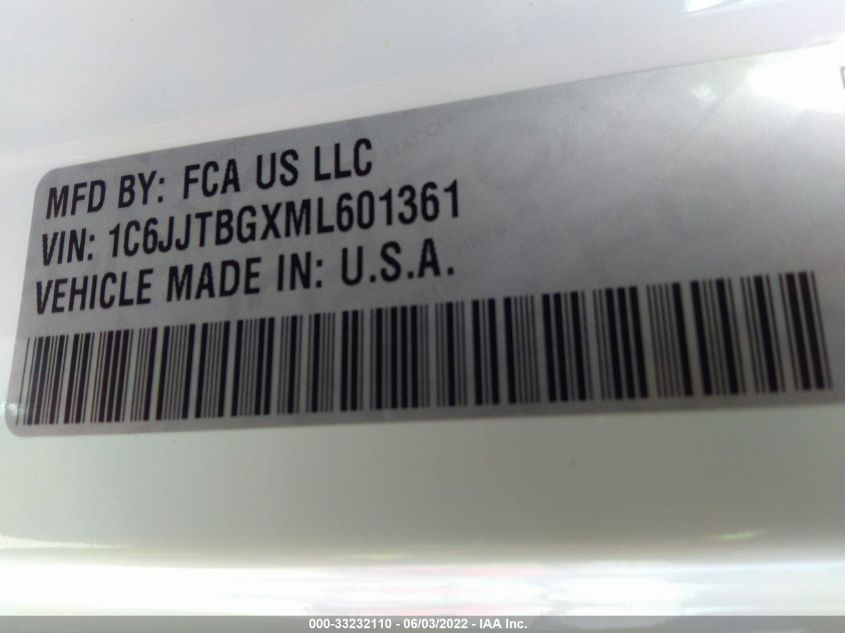 MFD BY: FCA US LLC
VIN: 1C6JJTBGXML601361
VEHICLE MADE IN: U.S.A.
000-33232110 - 06/03/2022 - IAA Inc.